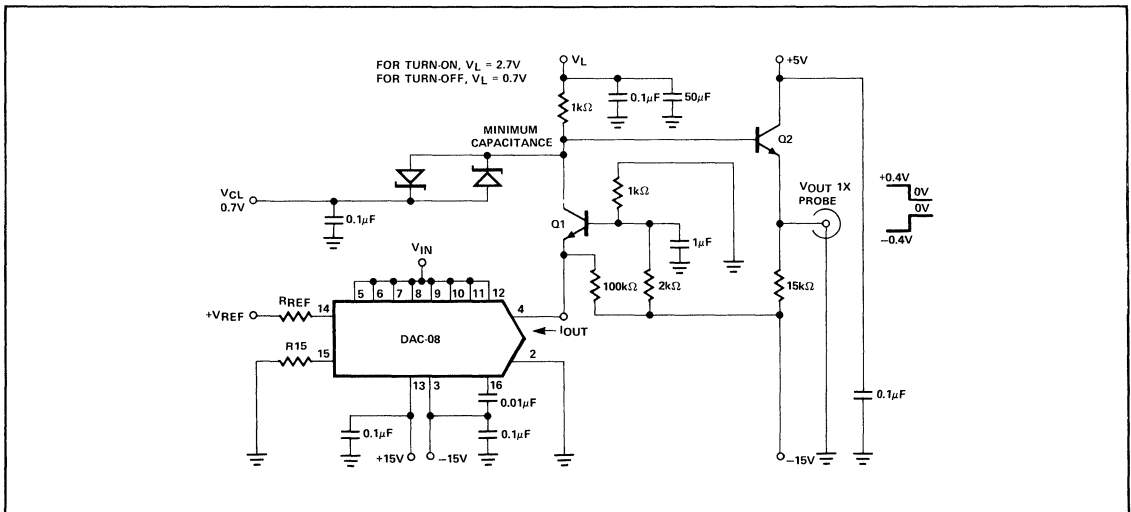 FOR TURN-ON, VL = 2.7V
FOR TURN-OFF, VL = 0.7V
VL
+5V
1kΩ
0.1µF
50µF
MINIMUM
CAPACITANCE
Q2
VCL
0.7V
0.1µF
1kΩ
Q1
1µF
VOUT 1X
PROBE
+0.4V
0V
0V
-0.4V
VIN
5 6 7 8 9 10 11 12
100kΩ
2kΩ
15kΩ
+VREF
RREF
14
4
IOUT
DAC-08
R15
15
2
13 3 16
0.01µF
0.1µF
0.1µF
0.1µF
+15V
-15V
-15V